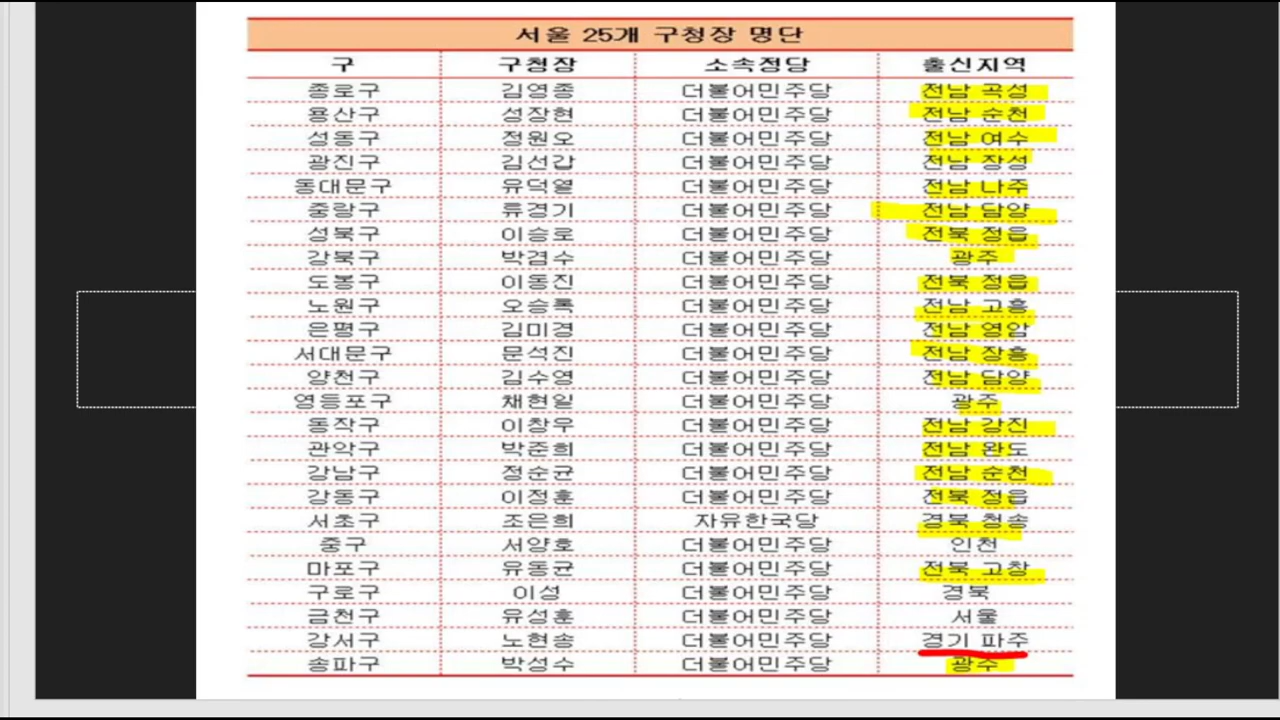 서울 25개 구청장 명단
구 구청장 소속정당 출신지역
종로구 김영종 더불어민주당 전남 곡성
용산구 성장현 더불어민주당 전남 순천
성동구 정원오 더불어민주당 전남 여수
광진구 김선갑 더불어민주당 전남 장성
동대문구 유덕열 더불어민주당 전남 나주
중랑구 류경기 더불어민주당 전남 담양
성북구 이승로 더불어민주당 전북 정읍
강북구 박겸수 더불어민주당 광주
도봉구 이동진 더불어민주당 전북 정읍
노원구 오승록 더불어민주당 전남 고흥
은평구 김미경 더불어민주당 전남 영암
서대문구 문석진 더불어민주당 전남 장흥
양천구 김수영 더불어민주당 전남 담양
영등포구 채현일 더불어민주당 광주
동작구 이창우 더불어민주당 전남 강진
관악구 박준희 더불어민주당 전남 완도
강남구 정순균 더불어민주당 전남 순천
강동구 이정훈 더불어민주당 전북 정읍
서초구 조은희 자유한국당 경북 청송
중구 서양호 더불어민주당 인천
마포구 유동균 더불어민주당 전북 고창
구로구 이성 더불어민주당 경북
금천구 유성훈 더불어민주당 서울
강서구 노현송 더불어민주당 경기 파주
송파구 박성수 더불어민주당 광주